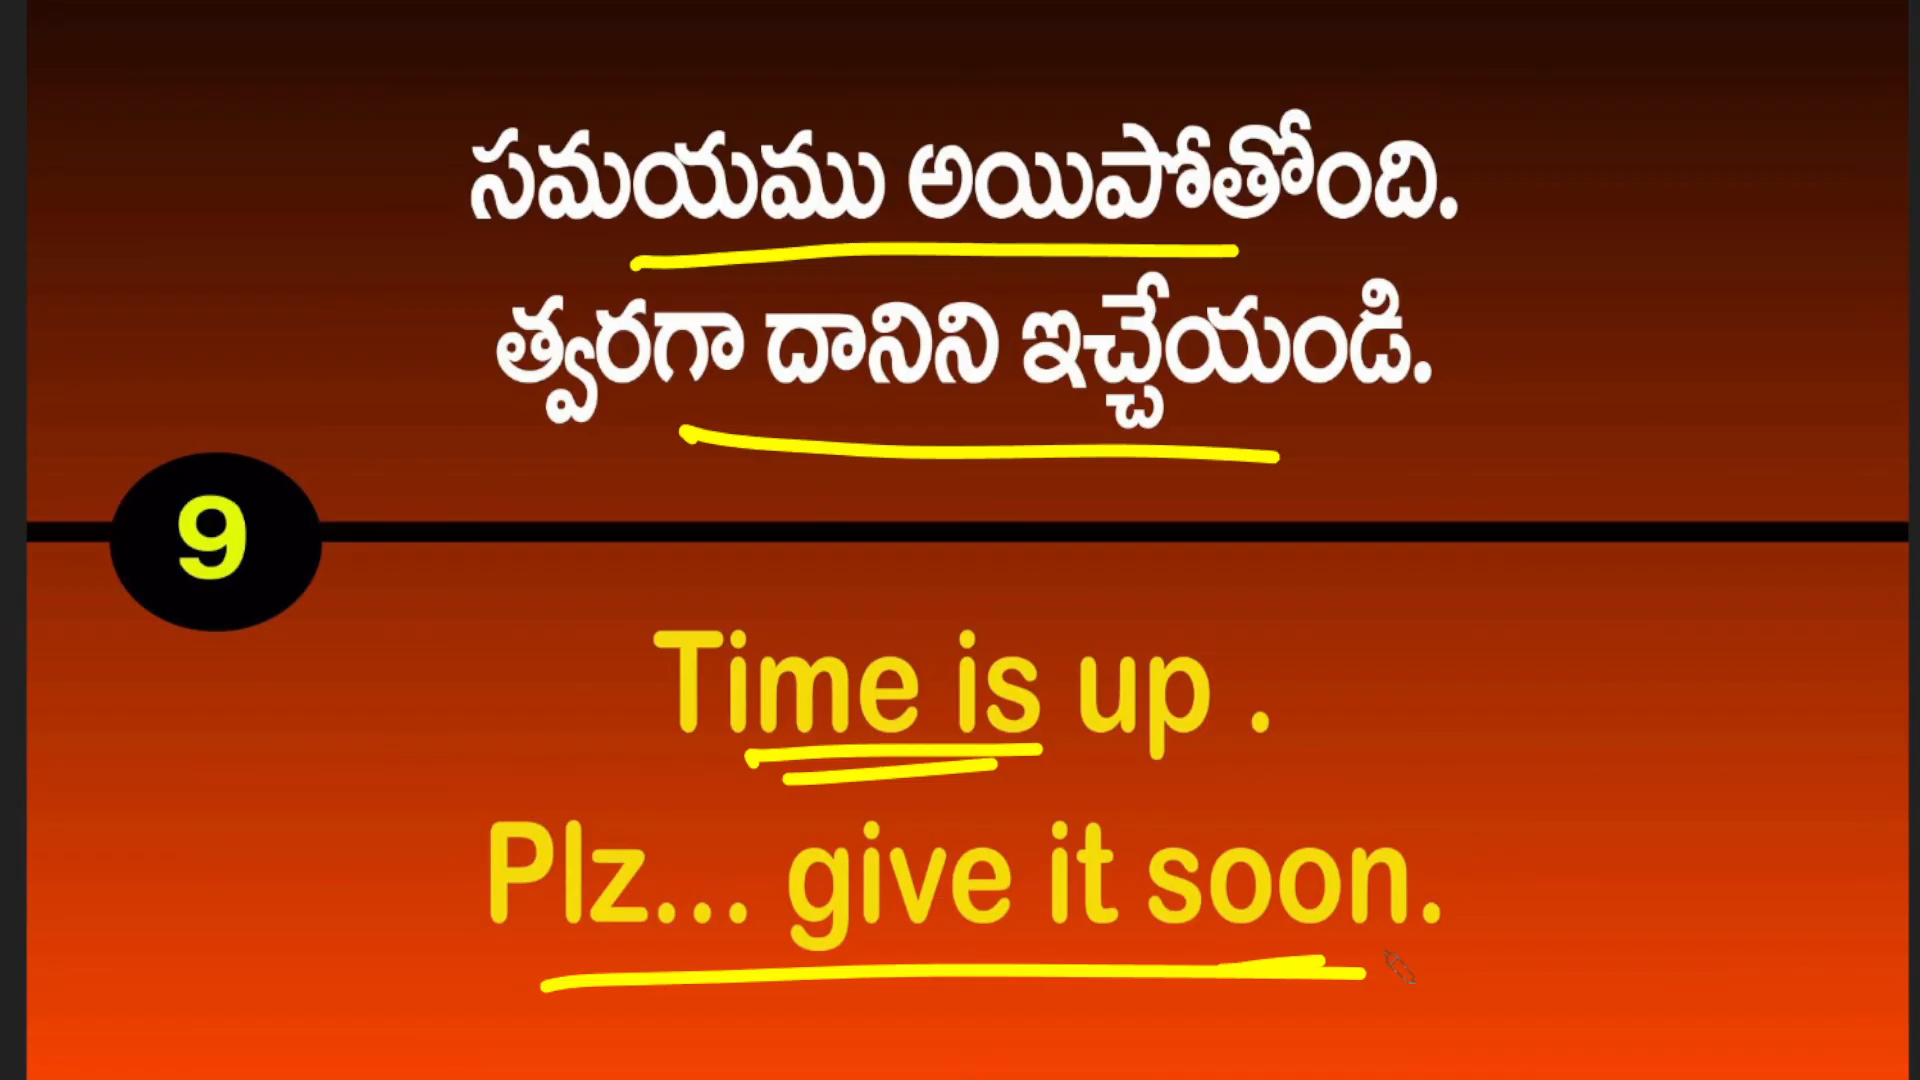 సమయము అయిపోతోంది.
త్వరగా దానిని ఇచ్చేయండి.
9
Time is up .
Plz... give it soon.